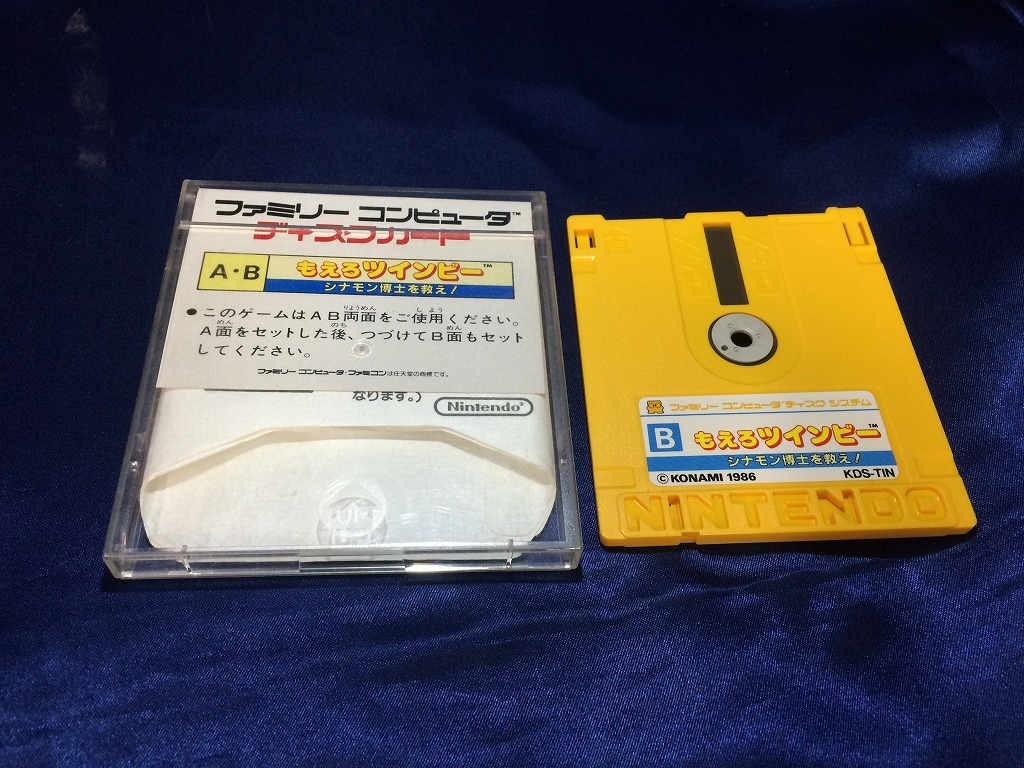 ファミリー コンピュータ™
ディスクカード
A・B
もえろツインビー™
シナモン博士を救え!
●このゲームはAB両面をご使用ください。
A面をセットした後、つづけてB面もセット
してください。
ファミリー コンピュータ・ファミコンは任天堂の商標です。
なります。)
Nintendo®
ファミリー コンピュータ ディスク システム
B
もえろツインビー™
シナモン博士を救え!
©KONAMI 1986
KDS-TIN
NINTENDO